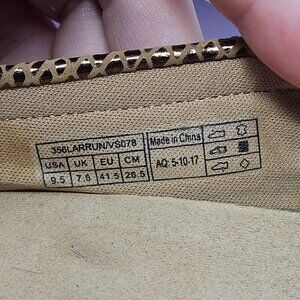 356LARRUN/VS078
USA UK EU CM
9.5 7.5 41.5 26.5
Made in China
AQ 5-10-17